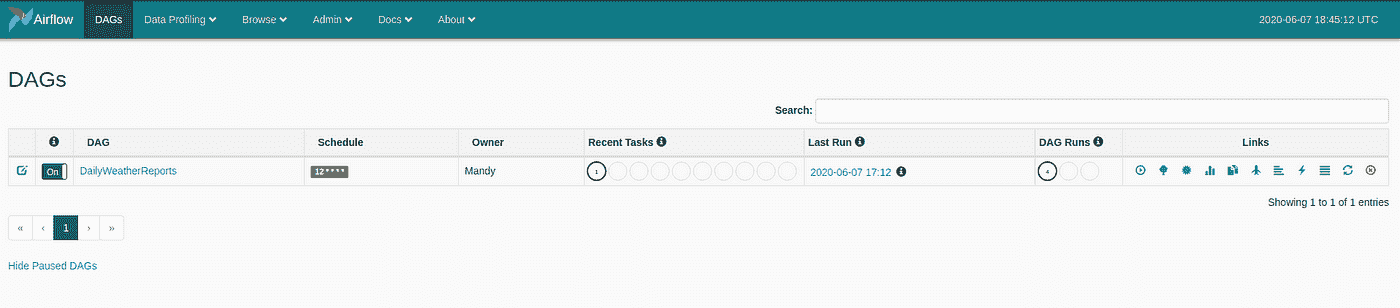 Airflow DAGs Data Profiling Browse Admin Docs About 2020-06-07 18:45:12 UTC
DAGs
Search:
DAG Schedule Owner Recent Tasks Last Run DAG Runs Links
On DailyWeatherReports 12 * * * * Mandy 1 2020-06-07 17:12 4
Showing 1 to 1 of 1 entries
« ‹ 1 › »
Hide Paused DAGs